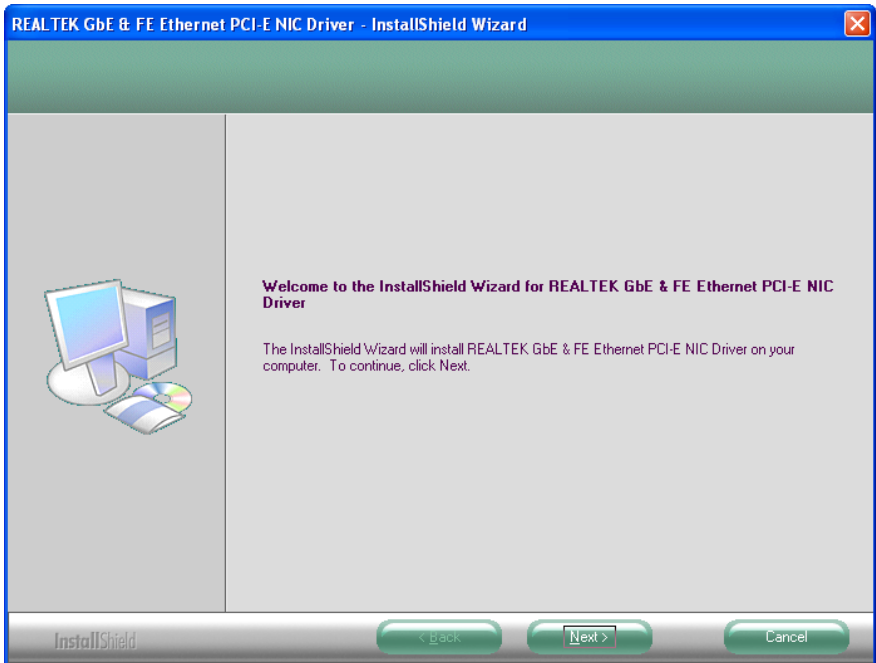 REALTEK GbE & FE Ethernet PCI-E NIC Driver - InstallShield Wizard
Welcome to the InstallShield Wizard for REALTEK GbE & FE Ethernet PCI-E NIC
Driver
The InstallShield Wizard will install REALTEK GbE & FE Ethernet PCI-E NIC Driver on your
computer. To continue, click Next.
InstallShield
< Back
Next >
Cancel